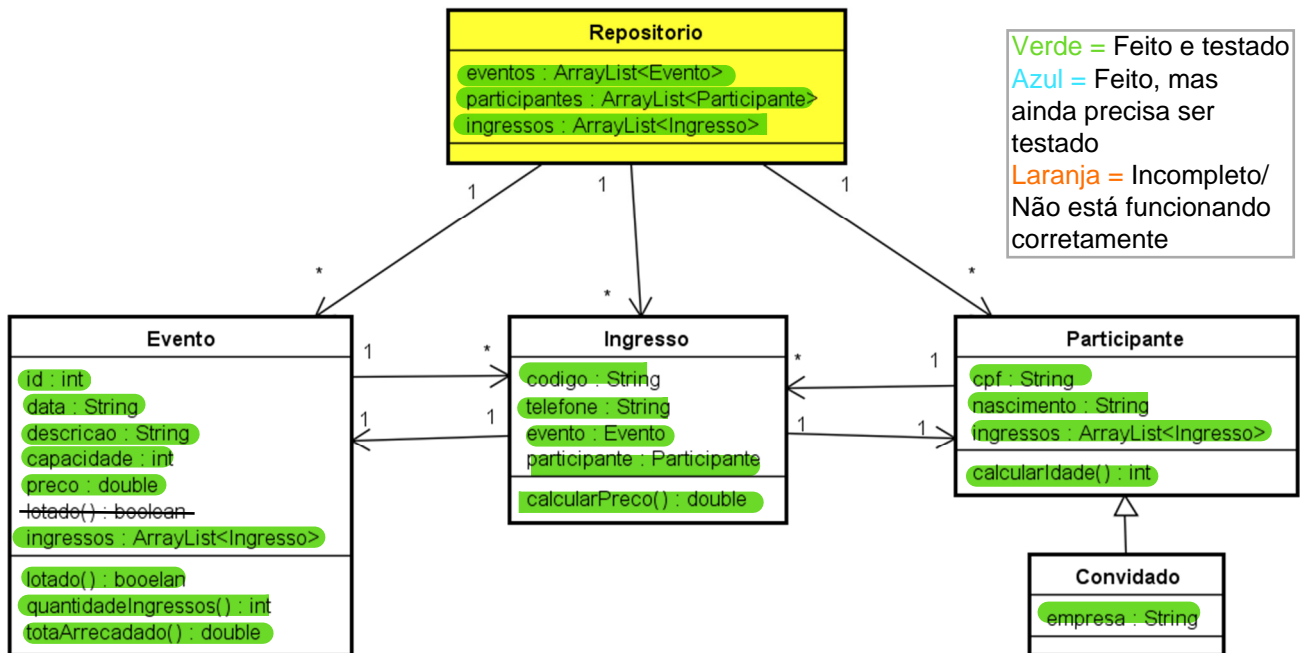 Repositorio
eventos : ArrayList<Evento>
participantes : ArrayList<Participante>
ingressos : ArrayList<Ingresso>
Verde = Feito e testado
Azul = Feito, mas
ainda precisa ser
testado
Laranja = Incompleto/
Não está funcionando
corretamente
1
1
1
*
*
*
Evento
id : int
data : String
descricao : String
capacidade : int
preco : double
lotado() : boolean
ingressos : ArrayList<Ingresso>
lotado() : booelan
quantidadeIngressos() : int
totaArrecadado() : double
1
*
1
1
Ingresso
codigo : String
telefone : String
evento : Evento
participante : Participante
calcularPreco() : double
*
1
1
1
Participante
cpf : String
nascimento : String
ingressos : ArrayList<Ingresso>
calcularIdade() : int
Convidado
empresa : String